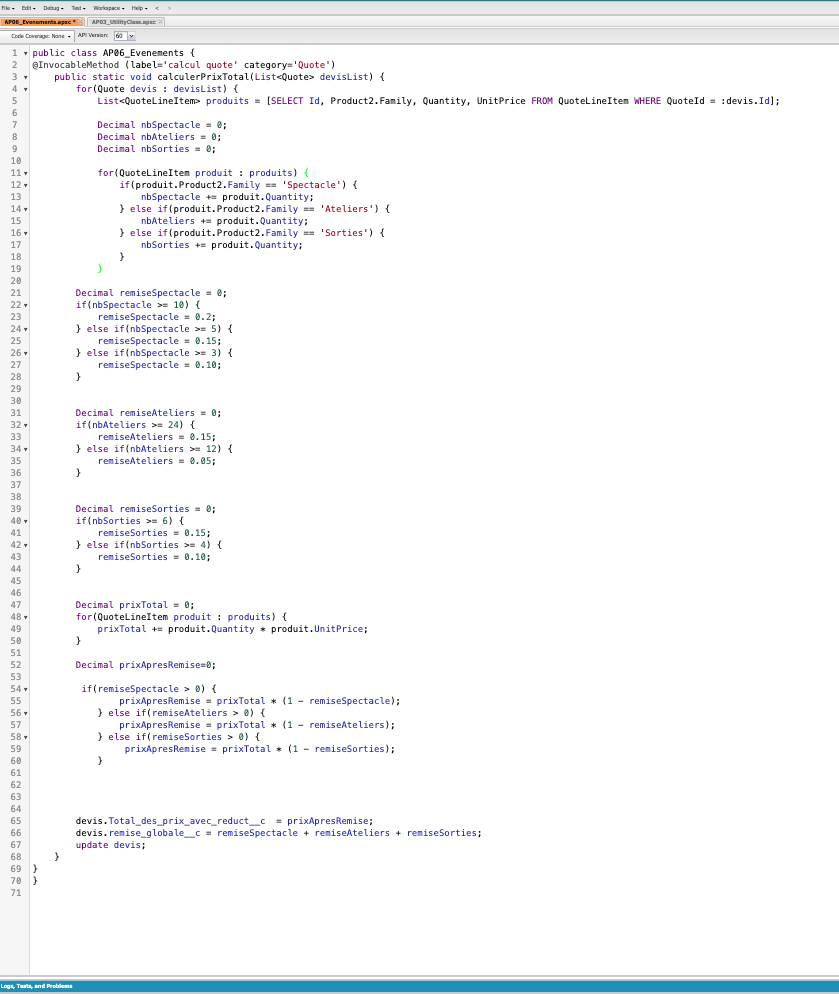 File Edit Debug Test Workspace Help < >
AP06_Evenements.apxc * AP03_UtilityClass.apxc
Code Coverage: None API Version: 60
1 public class AP06_Evenements {
2 @InvocableMethod (label='calcul quote' category='Quote')
3 public static void calculerPrixTotal(List<Quote> devisList) {
4 for(Quote devis : devisList) {
5 List<QuoteLineItem> produits = [SELECT Id, Product2.Family, Quantity, UnitPrice FROM QuoteLineItem WHERE QuoteId = :devis.Id];
6
7 Decimal nbSpectacle = 0;
8 Decimal nbAteliers = 0;
9 Decimal nbSorties = 0;
10
11 for(QuoteLineItem produit : produits) {
12 if(produit.Product2.Family == 'Spectacle') {
13 nbSpectacle += produit.Quantity;
14 } else if(produit.Product2.Family == 'Ateliers') {
15 nbAteliers += produit.Quantity;
16 } else if(produit.Product2.Family == 'Sorties') {
17 nbSorties += produit.Quantity;
18 }
19 }
20
21 Decimal remiseSpectacle = 0;
22 if(nbSpectacle >= 10) {
23 remiseSpectacle = 0.2;
24 } else if(nbSpectacle >= 5) {
25 remiseSpectacle = 0.15;
26 } else if(nbSpectacle >= 3) {
27 remiseSpectacle = 0.10;
28 }
29
30
31 Decimal remiseAteliers = 0;
32 if(nbAteliers >= 24) {
33 remiseAteliers = 0.15;
34 } else if(nbAteliers >= 12) {
35 remiseAteliers = 0.05;
36 }
37
38
39 Decimal remiseSorties = 0;
40 if(nbSorties >= 6) {
41 remiseSorties = 0.15;
42 } else if(nbSorties >= 4) {
43 remiseSorties = 0.10;
44 }
45
46
47 Decimal prixTotal = 0;
48 for(QuoteLineItem produit : produits) {
49 prixTotal += produit.Quantity * produit.UnitPrice;
50 }
51
52 Decimal prixApresRemise=0;
53
54 if(remiseSpectacle > 0) {
55 prixApresRemise = prixTotal * (1 - remiseSpectacle);
56 } else if(remiseAteliers > 0) {
57 prixApresRemise = prixTotal * (1 - remiseAteliers);
58 } else if(remiseSorties > 0) {
59 prixApresRemise = prixTotal * (1 - remiseSorties);
60 }
61
62
63
64
65 devis.Total_des_prix_avec_reduct__c = prixApresRemise;
66 devis.remise_globale__c = remiseSpectacle + remiseAteliers + remiseSorties;
67 update devis;
68 }
69 }
70 }
71
Logs, Tests, and Problems